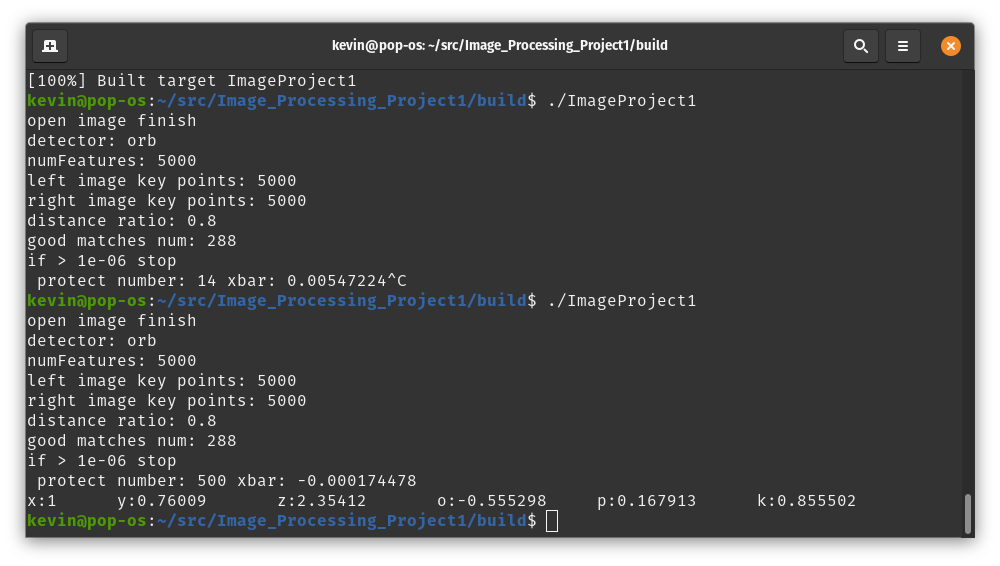 kevin@pop-os: ~/src/Image_Processing_Project1/build
[100%] Built target ImageProject1
kevin@pop-os:~/src/Image_Processing_Project1/build$ ./ImageProject1
open image finish
detector: orb
numFeatures: 5000
left image key points: 5000
right image key points: 5000
distance ratio: 0.8
good matches num: 288
if > 1e-06 stop
 protect number: 14 xbar: 0.00547224^C
kevin@pop-os:~/src/Image_Processing_Project1/build$ ./ImageProject1
open image finish
detector: orb
numFeatures: 5000
left image key points: 5000
right image key points: 5000
distance ratio: 0.8
good matches num: 288
if > 1e-06 stop
 protect number: 500 xbar: -0.000174478
x:1      y:0.76009       z:2.35412       o:-0.555298     p:0.167913      k:0.855502
kevin@pop-os:~/src/Image_Processing_Project1/build$